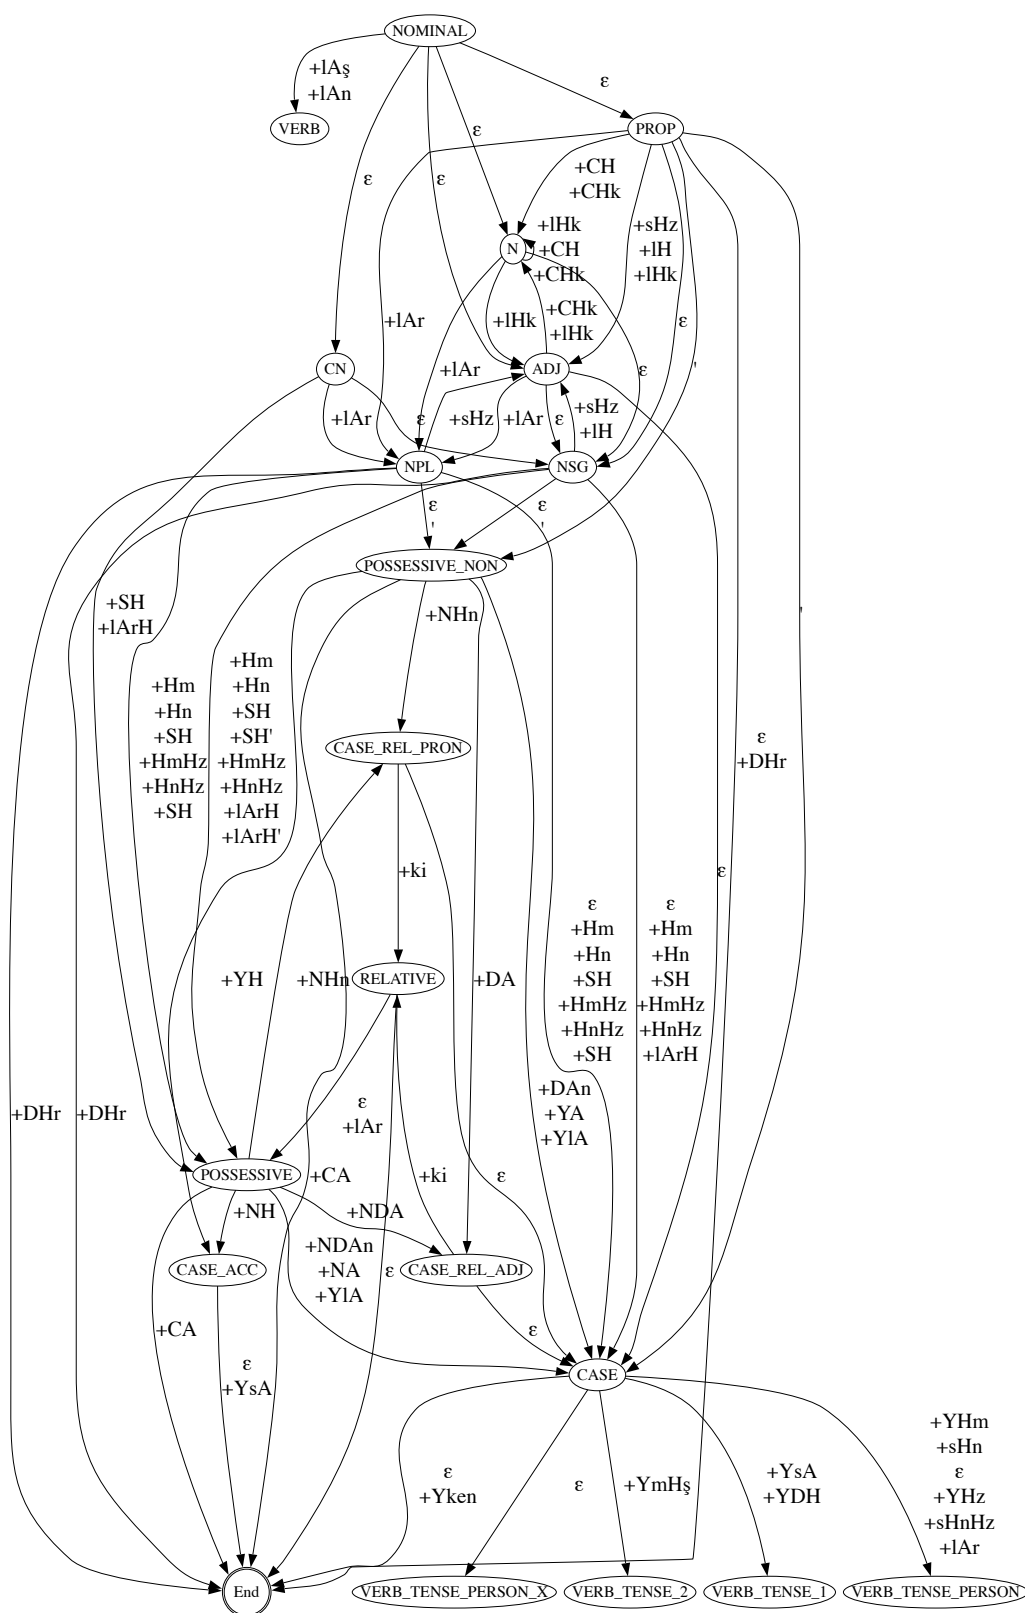 NOMINAL
+lAş
+lAn
ε
VERB
PROP
ε
ε
ε
+CH
+CHk
+sHz
+lH
+lHk
ε
'
N
+lHk
+CH
+CHk
+lAr
+lHk
+CHk
+lHk
+lAr
ε
CN
ADJ
+lAr
ε
+sHz
+lAr
ε
+sHz
+lH
NPL
NSG
ε
'
ε
'
POSSESSIVE_NON
+SH
+lArH
+NHn
'
+Hm
+Hn
+SH
+HmHz
+HnHz
+SH
+Hm
+Hn
+SH
+SH'
+HmHz
+HnHz
+lArH
+lArH'
CASE_REL_PRON
ε
+DHr
+ki
ε
ε
+Hm
+Hn
+SH
+HmHz
+HnHz
+SH
ε
+Hm
+Hn
+SH
+HmHz
+HnHz
+lArH
+YH
+NHn
RELATIVE
+DA
+DHr
+DHr
ε
+lAr
+DAn
+YA
+YlA
POSSESSIVE
+CA
+ki
ε
+NH
+NDA
+NDAn
+NA
+YlA
CASE_ACC
ε
CASE_REL_ADJ
+CA
ε
+YsA
ε
CASE
ε
+Yken
ε
+YmHş
+YsA
+YDH
+YHm
+sHn
ε
+YHz
+sHnHz
+lAr
End
VERB_TENSE_PERSON_X
VERB_TENSE_2
VERB_TENSE_1
VERB_TENSE_PERSON